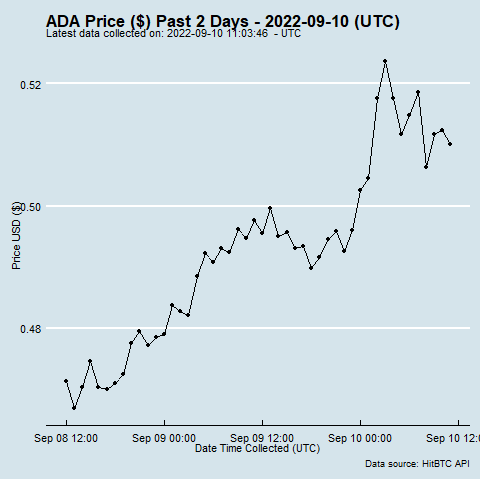 ADA Price ($) Past 2 Days - 2022-09-10 (UTC)
Latest data collected on: 2022-09-10 11:03:46 - UTC
0.52
0.50
0.48
Price USD ($)
Sep 08 12:00
Sep 09 00:00
Sep 09 12:00
Sep 10 00:00
Sep 10 12:0
Date Time Collected (UTC)
Data source: HitBTC API